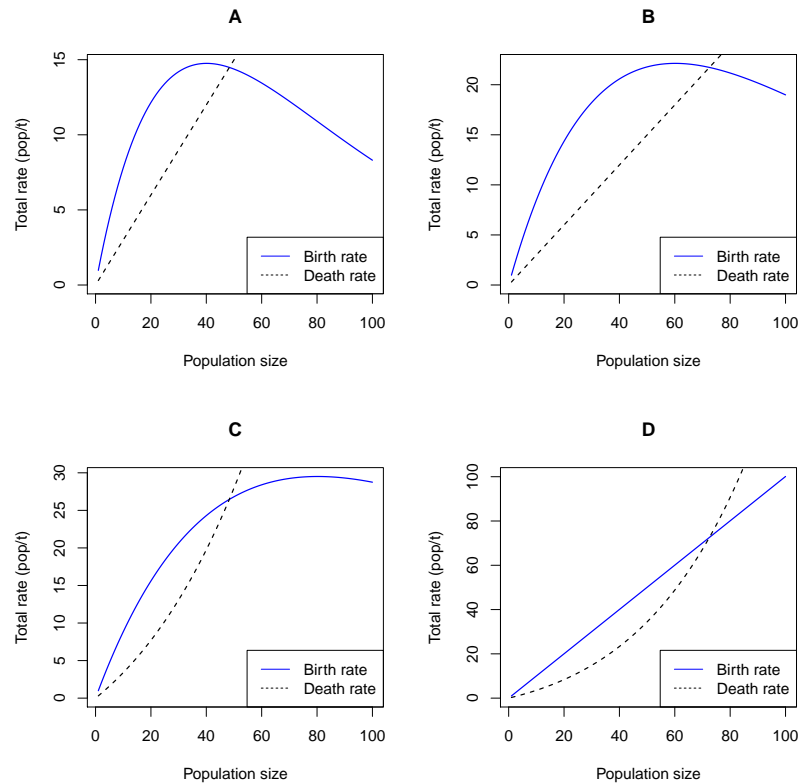 A
Total rate (pop/t)
15
10
5
0
Birth rate
Death rate
0 20 40 60 80 100
Population size
B
Total rate (pop/t)
20
15
10
5
0
Birth rate
Death rate
0 20 40 60 80 100
Population size
C
Total rate (pop/t)
30
25
20
15
10
5
0
Birth rate
Death rate
0 20 40 60 80 100
Population size
D
Total rate (pop/t)
100
80
60
40
20
0
Birth rate
Death rate
0 20 40 60 80 100
Population size